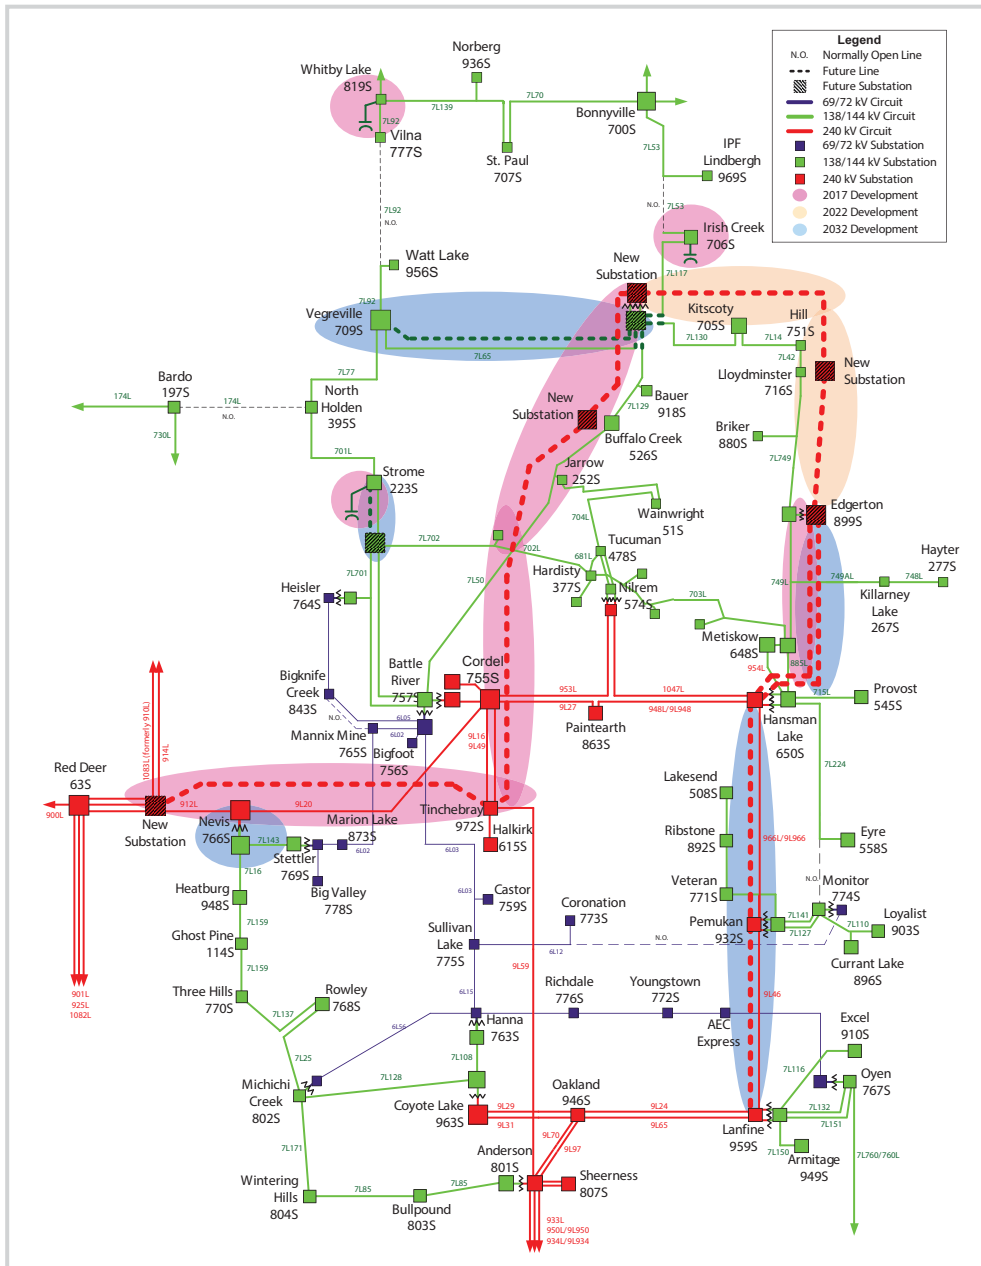 Legend
N.O. Normally Open Line
Future Line
Future Substation
69/72 kV Circuit
138/144 kV Circuit
240 kV Circuit
69/72 kV Substation
138/144 kV Substation
240 kV Substation
2017 Development
2022 Development
2032 Development
Norberg
936S
Whitby Lake
819S
7L139
7L70
7L92
Vilna
777S
St. Paul
707S
Bonnyville
700S
7L53
IPF
Lindbergh
969S
7L92
N.O.
N.O.
7L53
Irish Creek
706S
7L117
Watt Lake
956S
New
Substation
7L92
Vegreville
709S
7L65
Kitscoty
705S
7L130
Hill
751S
7L14
7L42
Lloydminster
716S
New
Substation
Bardo
197S
174L
174L
N.O.
730L
7L77
North
Holden
395S
701L
New
Substation
Bauer
918S
7L129
Buffalo Creek
526S
Briker
880S
7L749
Strome
223S
Jarrow
252S
Wainwright
51S
704L
Edgerton
899S
7L702
702L
Tucuman
478S
681L
Hardisty
377S
Nilrem
574S
703L
749L
749AL
748L
Hayter
277S
Killarney
Lake
267S
7L701
7L50
Heisler
764S
Metiskow
648S
954L
885L
715L
Provost
545S
Bigknife
Creek
843S
N.O.
Battle
River
757S
Cordel
755S
953L
1047L
9L27
948L/9L948
Paintearth
863S
Hansman
Lake
650S
6L05
6L02
Mannix Mine
765S
Bigfoot
756S
9L16
9L49
7L224
1083L (formerly 910L)
914L
Red Deer
63S
900L
912L
New
Substation
9L20
Nevis
766S
7L143
Marion Lake
873S
6L02
6L03
Tinchebray
972S
Halkirk
615S
Lakesend
508S
Ribstone
892S
966L/9L966
Eyre
558S
Stettler
769S
Big Valley
778S
7L16
Heatburg
948S
7L159
Ghost Pine
114S
7L159
6L03
Castor
759S
Coronation
773S
Sullivan
Lake
775S
6L12
N.O.
Veteran
771S
Pemukan
932S
7L141
7L127
N.O.
Monitor
774S
7L110
Loyalist
903S
Currant Lake
896S
901L
925L
1082L
Three Hills
770S
7L137
Rowley
768S
6L15
9L59
Richdale
776S
Youngstown
772S
AEC
Express
9L46
Excel
910S
7L25
6L56
Hanna
763S
7L108
Michichi
Creek
802S
7L128
Coyote Lake
963S
9L29
9L31
Oakland
946S
9L24
9L65
Lanfine
959S
7L116
Oyen
767S
7L132
7L151
7L150
Armitage
949S
7L760/760L
7L171
9L70
9L97
Anderson
801S
Sheerness
807S
Wintering
Hills
804S
7L85
Bullpound
803S
7L85
933L
950L/9L950
934L/9L934